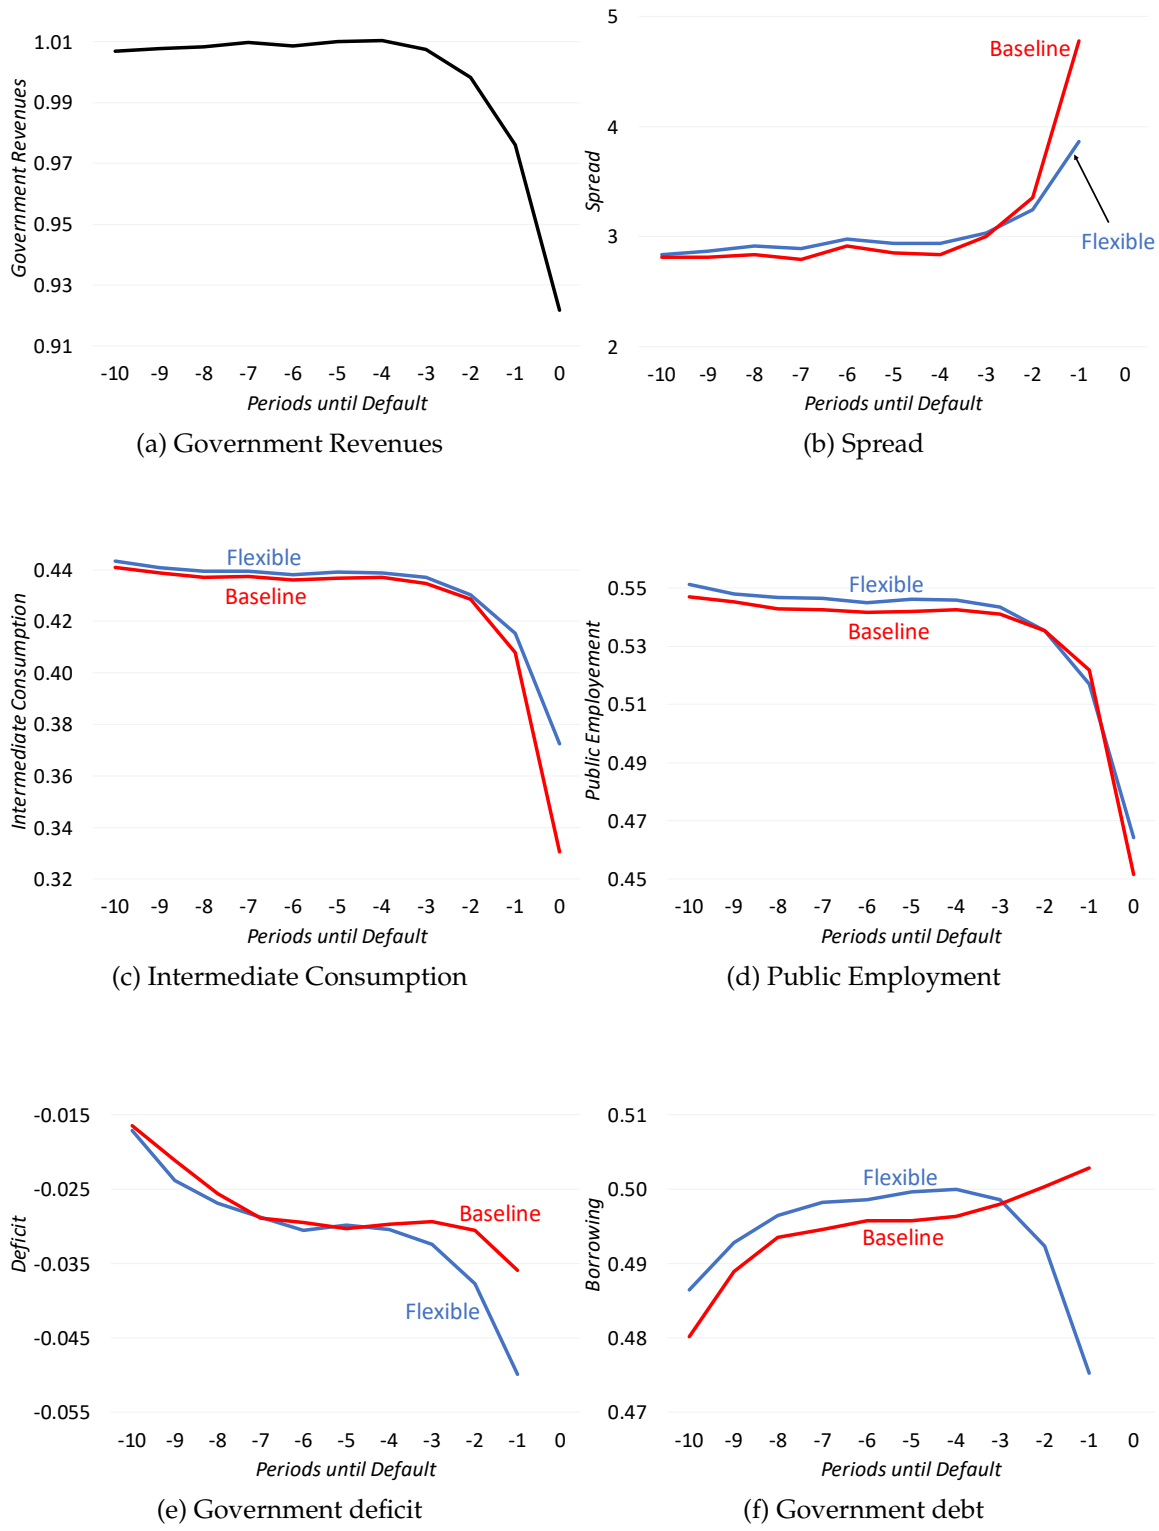 Government Revenues
1.01
0.99
0.97
0.95
0.93
0.91
-10 -9 -8 -7 -6 -5 -4 -3 -2 -1 0
Periods until Default
(a) Government Revenues
Spread
5
4
3
2
Baseline
Flexible
-10 -9 -8 -7 -6 -5 -4 -3 -2 -1 0
Periods until Default
(b) Spread
Intermediate Consumption
0.44
0.42
0.40
0.38
0.36
0.34
0.32
Flexible
Baseline
-10 -9 -8 -7 -6 -5 -4 -3 -2 -1 0
Periods until Default
(c) Intermediate Consumption
Public Employement
0.55
0.53
0.51
0.49
0.47
0.45
Flexible
Baseline
-10 -9 -8 -7 -6 -5 -4 -3 -2 -1 0
Periods until Default
(d) Public Employment
Deficit
-0.015
-0.025
-0.035
-0.045
-0.055
Baseline
Flexible
-10 -9 -8 -7 -6 -5 -4 -3 -2 -1 0
Periods until Default
(e) Government deficit
Borrowing
0.51
0.50
0.49
0.48
0.47
Flexible
Baseline
-10 -9 -8 -7 -6 -5 -4 -3 -2 -1 0
Periods until Default
(f) Government debt